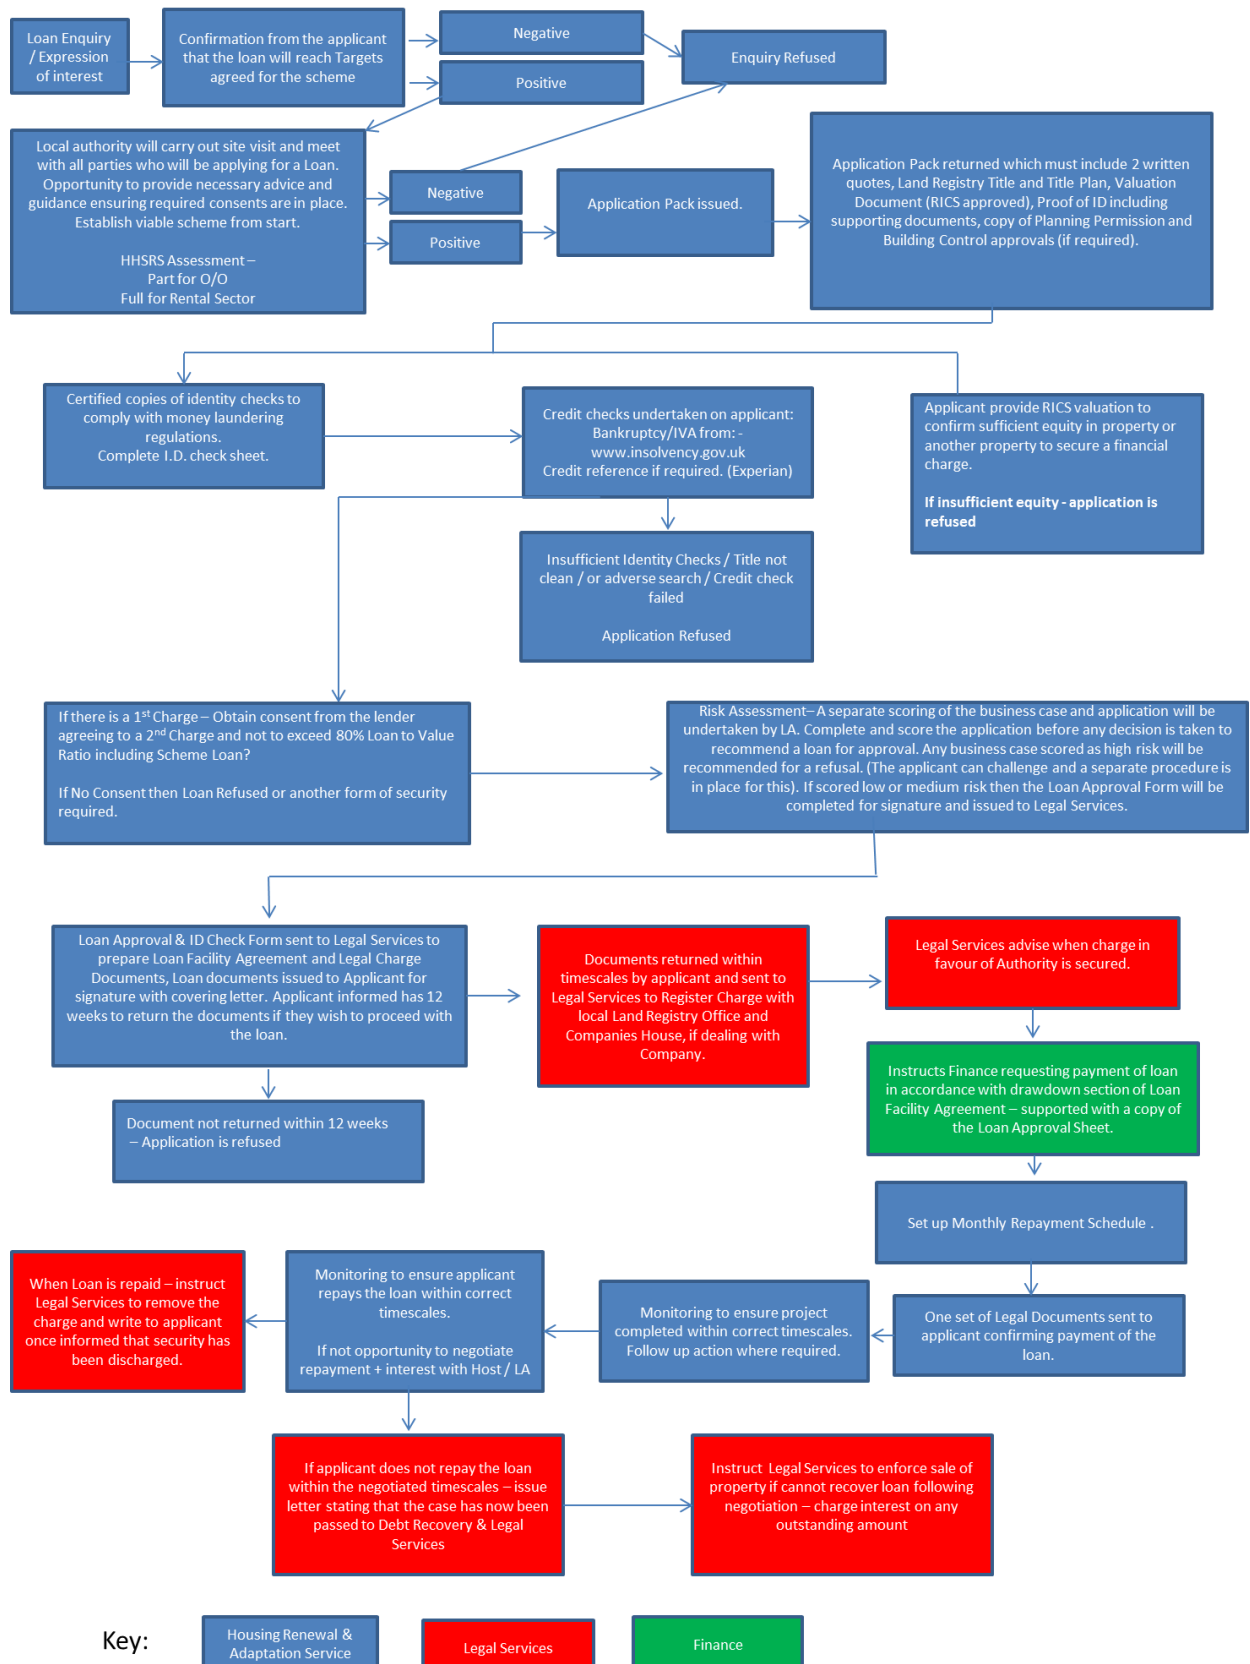 Loan Enquiry
/ Expression
of interest
Confirmation from the applicant
that the loan will reach Targets
agreed for the scheme
Negative
Positive
Enquiry Refused
Local authority will carry out site visit and meet
with all parties who will be applying for a Loan.
Opportunity to provide necessary advice and
guidance ensuring required consents are in place.
Establish viable scheme from start.
HHSRS Assessment –
Part for O/O
Full for Rental Sector
Negative
Positive
Application Pack issued.
Application Pack returned which must include 2 written
quotes, Land Registry Title and Title Plan, Valuation
Document (RICS approved), Proof of ID including
supporting documents, copy of Planning Permission and
Building Control approvals (if required).
Certified copies of identity checks to
comply with money laundering
regulations.
Complete I.D. check sheet.
Credit checks undertaken on applicant:
Bankruptcy/IVA from: -
www.insolvency.gov.uk
Credit reference if required. (Experian)
Applicant provide RICS valuation to
confirm sufficient equity in property or
another property to secure a financial
charge.
If insufficient equity - application is
refused
Insufficient Identity Checks / Title not
clean / or adverse search / Credit check
failed
Application Refused
If there is a 1st Charge – Obtain consent from the lender
agreeing to a 2nd Charge and not to exceed 80% Loan to Value
Ratio including Scheme Loan?
If No Consent then Loan Refused or another form of security
required.
Risk Assessment– A separate scoring of the business case and application will be
undertaken by LA. Complete and score the application before any decision is taken to
recommend a loan for approval. Any business case scored as high risk will be
recommended for a refusal. (The applicant can challenge and a separate procedure is
in place for this). If scored low or medium risk then the Loan Approval Form will be
completed for signature and issued to Legal Services.
Loan Approval & ID Check Form sent to Legal Services to
prepare Loan Facility Agreement and Legal Charge
Documents, Loan documents issued to Applicant for
signature with covering letter. Applicant informed has 12
weeks to return the documents if they wish to proceed with
the loan.
Documents returned within
timescales by applicant and sent to
Legal Services to Register Charge with
local Land Registry Office and
Companies House, if dealing with
Company.
Legal Services advise when charge in
favour of Authority is secured.
Instructs Finance requesting payment of loan
in accordance with drawdown section of Loan
Facility Agreement – supported with a copy of
the Loan Approval Sheet.
Document not returned within 12 weeks
– Application is refused
Set up Monthly Repayment Schedule .
When Loan is repaid – instruct
Legal Services to remove the
charge and write to applicant
once informed that security has
been discharged.
Monitoring to ensure applicant
repays the loan within correct
timescales.
If not opportunity to negotiate
repayment + interest with Host / LA
Monitoring to ensure project
completed within correct timescales.
Follow up action where required.
One set of Legal Documents sent to
applicant confirming payment of the
loan.
If applicant does not repay the loan
within the negotiated timescales – issue
letter stating that the case has now been
passed to Debt Recovery & Legal
Services
Instruct Legal Services to enforce sale of
property if cannot recover loan following
negotiation – charge interest on any
outstanding amount
Key:
Housing Renewal &
Adaptation Service
Legal Services
Finance